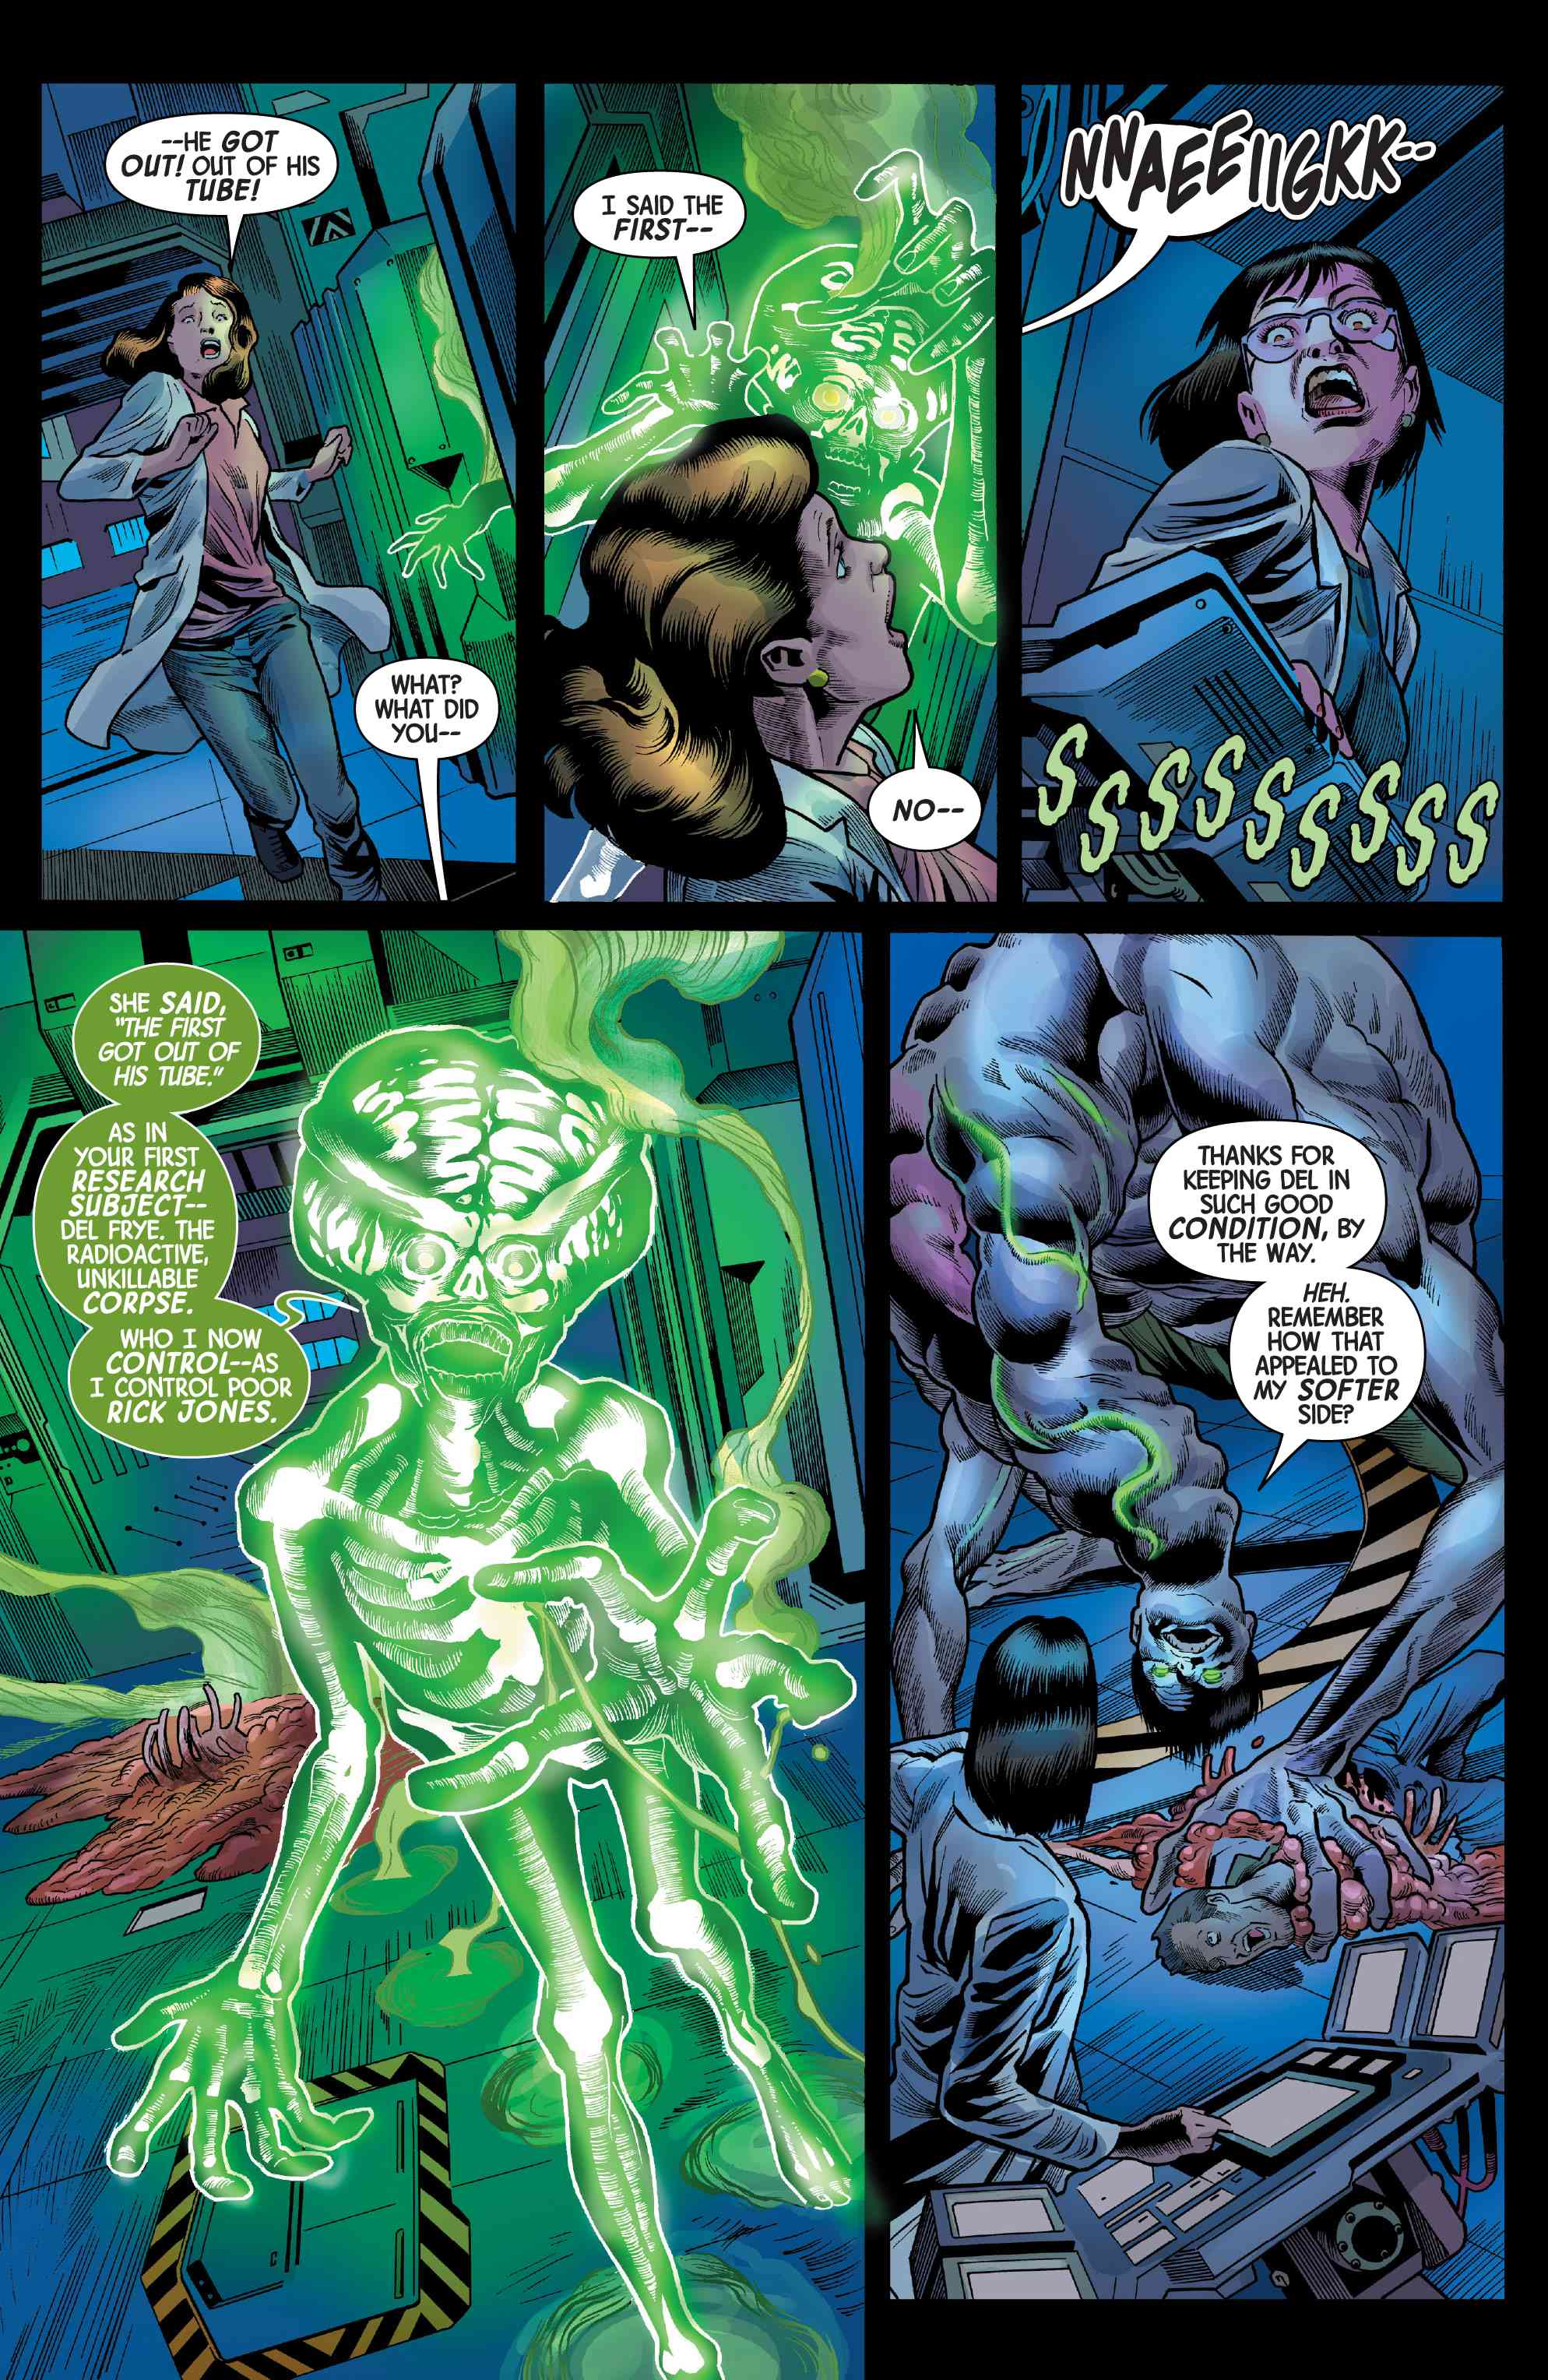 --HE GOT
OUT! OUT OF HIS
TUBE!
WHAT?
WHAT DID
YOU--
I SAID THE
FIRST--
NO--
NNAEEIIGKK--
SSSSSSSSS
SHE SAID,
"THE FIRST
GOT OUT OF
HIS TUBE."
AS IN
YOUR FIRST
RESEARCH
SUBJECT--
DEL FRYE. THE
RADIOACTIVE,
UNKILLABLE
CORPSE.
WHO I NOW
CONTROL--AS
I CONTROL POOR
RICK JONES.
THANKS FOR
KEEPING DEL IN
SUCH GOOD
CONDITION, BY
THE WAY.
HEH.
REMEMBER
HOW THAT
APPEALED TO
MY SOFTER
SIDE?